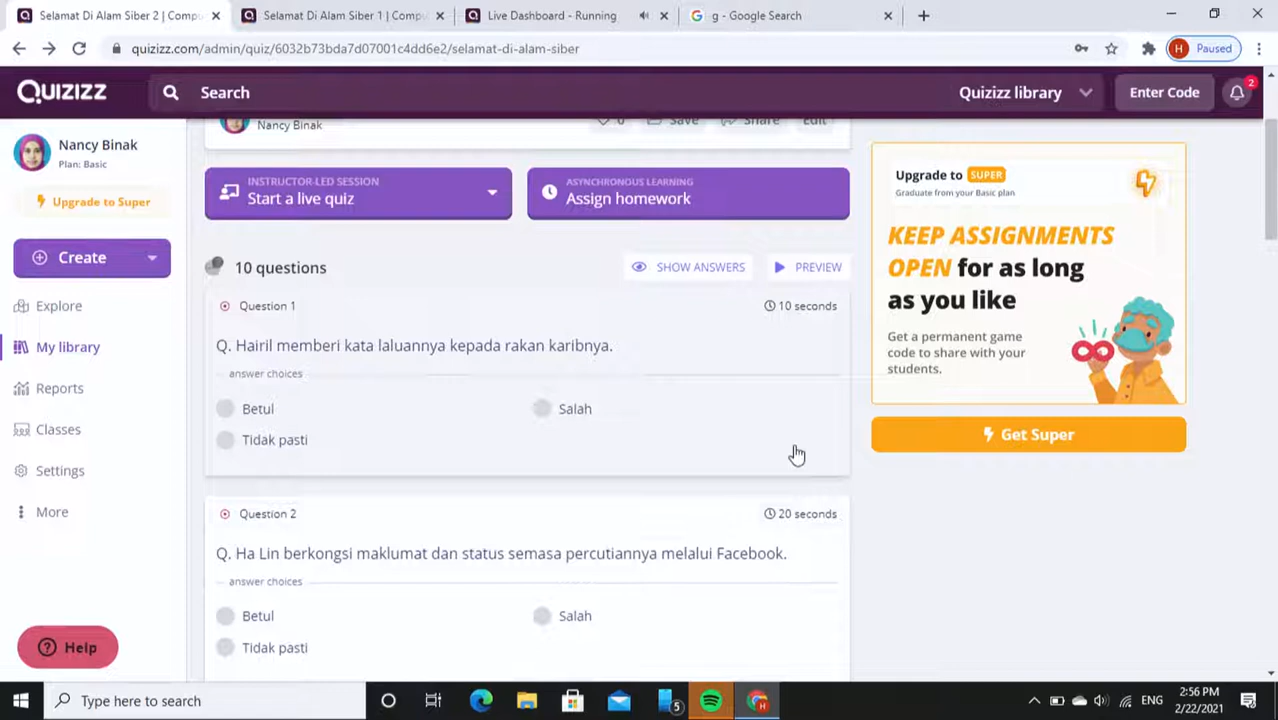 Selamat Di Alam Siber 2 | Compu
Selamat Di Alam Siber 1 | Compu
Live Dashboard - Running
g - Google Search
quizizz.com/admin/quiz/6032b73bda7d07001c4dd6e2/selamat-di-alam-siber
H Paused
QUIZIZZ
Search
Quizizz library
Enter Code
2
Nancy Binak
Plan: Basic
Upgrade to Super
Create
Explore
My library
Reports
Classes
Settings
More
Help
Nancy Binak
0
Save
Share
Edit
INSTRUCTOR-LED SESSION
Start a live quiz
ASYNCHRONOUS LEARNING
Assign homework
10 questions
SHOW ANSWERS
PREVIEW
Question 1
10 seconds
Q. Hairil memberi kata laluannya kepada rakan karibnya.
answer choices
Betul
Salah
Tidak pasti
Question 2
20 seconds
Q. Ha Lin berkongsi maklumat dan status semasa percutiannya melalui Facebook.
answer choices
Betul
Salah
Tidak pasti
Upgrade to SUPER
Graduate from your Basic plan
KEEP ASSIGNMENTS
OPEN for as long
as you like
Get a permanent game
code to share with your
students.
Get Super
Type here to search
5
H
ENG
2:56 PM
2/22/2021